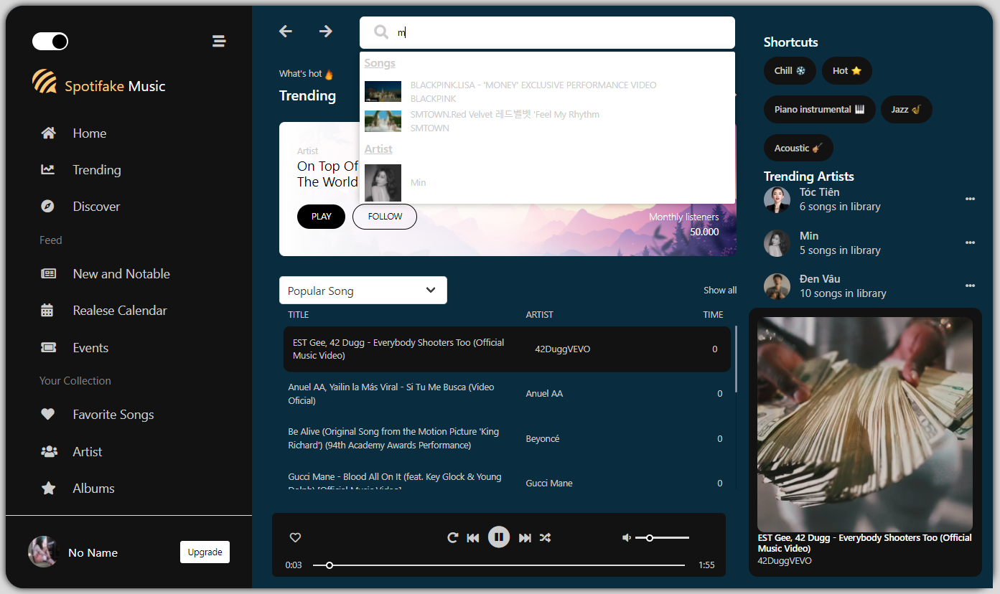 Spotifake Music
Home
Trending
Discover
Feed
New and Notable
Realese Calendar
Events
Your Collection
Favorite Songs
Artist
Albums
No Name
Upgrade
m
Songs
BLACKPINK.LISA - 'MONEY' EXCLUSIVE PERFORMANCE VIDEO
BLACKPINK
SMTOWN.Red Velvet 레드벨벳 'Feel My Rhythm
SMTOWN
Artist
Min
What's hot 🔥
Trending
Artist
On Top Of
The World
PLAY
FOLLOW
Monthly listeners
50.000
Popular Song
Show all
TITLE ARTIST TIME
EST Gee, 42 Dugg - Everybody Shooters Too (Official
Music Video)
42DuggVEVO
0
Anuel AA, Yailin la Más Viral - Si Tu Me Busca (Video
Oficial)
Anuel AA
0
Be Alive (Original Song from the Motion Picture 'King
Richard') (94th Academy Awards Performance)
Beyoncé
0
Gucci Mane - Blood All On It (feat. Key Glock & Young
Dolph) [Official Music Video]
Gucci Mane
0
0:03
1:55
Shortcuts
Chill ❄️
Hot ⭐
Piano instrumental 🎹
Jazz 🎷
Acoustic 🎻
Trending Artists
Tóc Tiên
6 songs in library
Min
5 songs in library
Đen Vâu
10 songs in library
EST Gee, 42 Dugg - Everybody Shooters Too (Official
Music Video)
42DuggVEVO